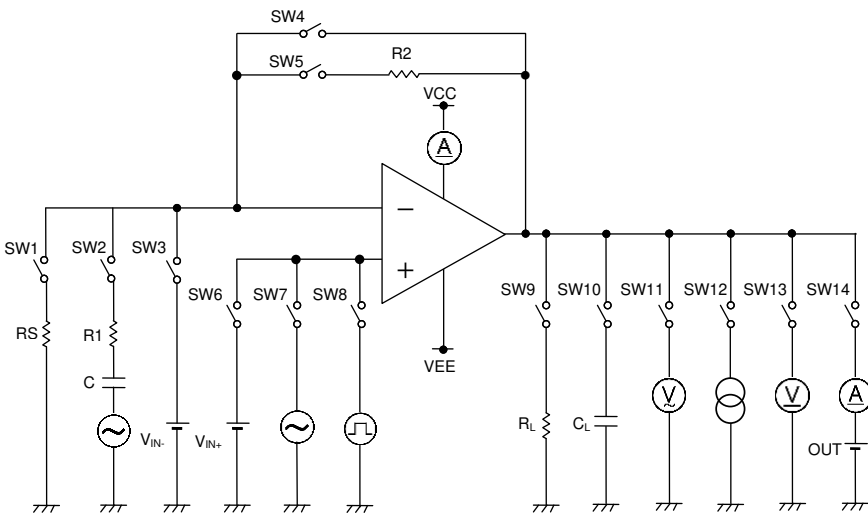 SW4
SW5
R2
VCC
A
SW1
SW2
SW3
−
+
SW6
SW7
SW8
SW9
SW10
SW11
SW12
SW13
SW14
RS
R1
VEE
C
V
V
A
VIN-
VIN+
RL
CL
OUT